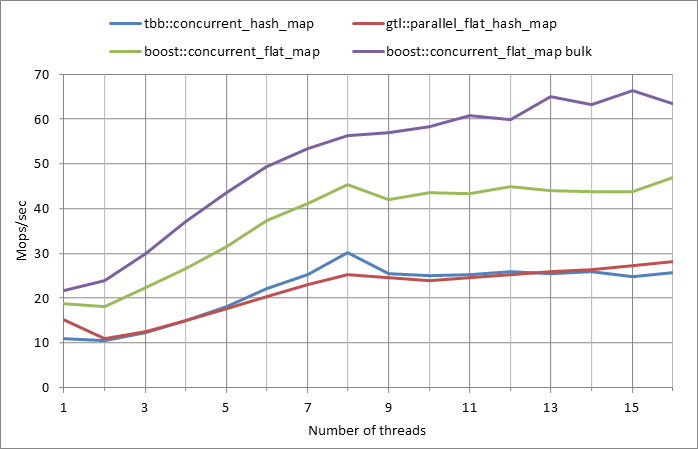 tbb::concurrent_hash_map gtl::parallel_flat_hash_map
boost::concurrent_flat_map boost::concurrent_flat_map bulk
70
60
50
40
30
20
10
0
Mops/sec
1 3 5 7 9 11 13 15
Number of threads